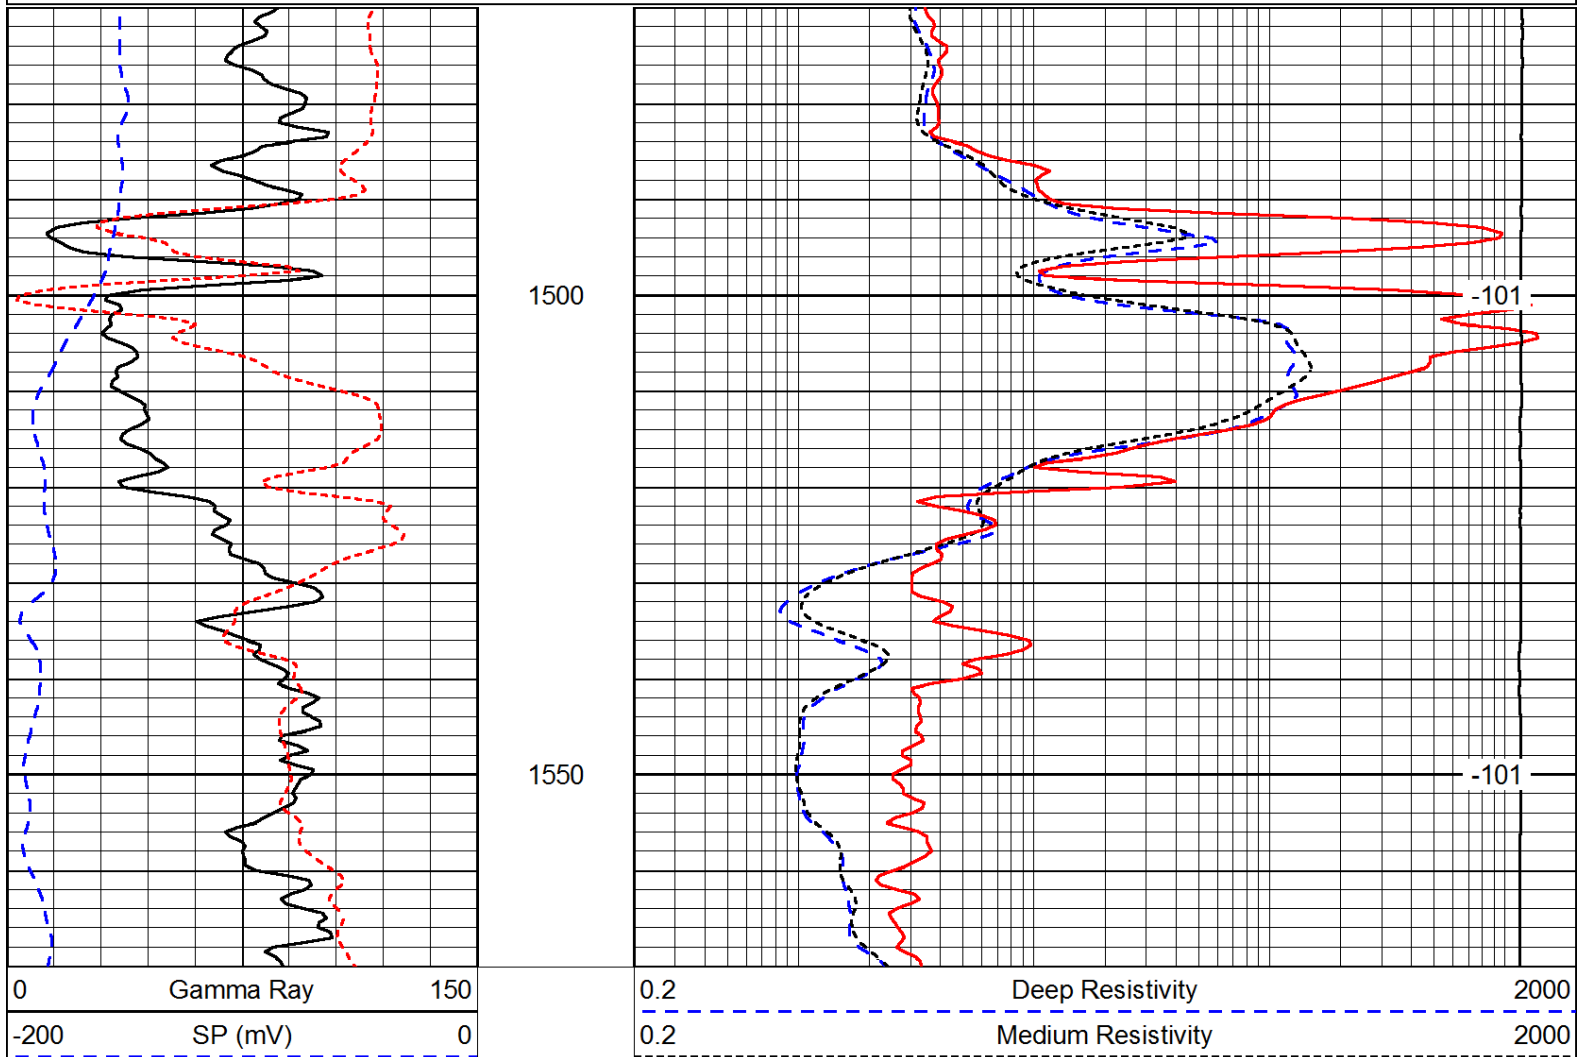 1500
-101
1550
-101
0 Gamma Ray 150
0.2 Deep Resistivity 2000
-200 SP (mV) 0
0.2 Medium Resistivity 2000